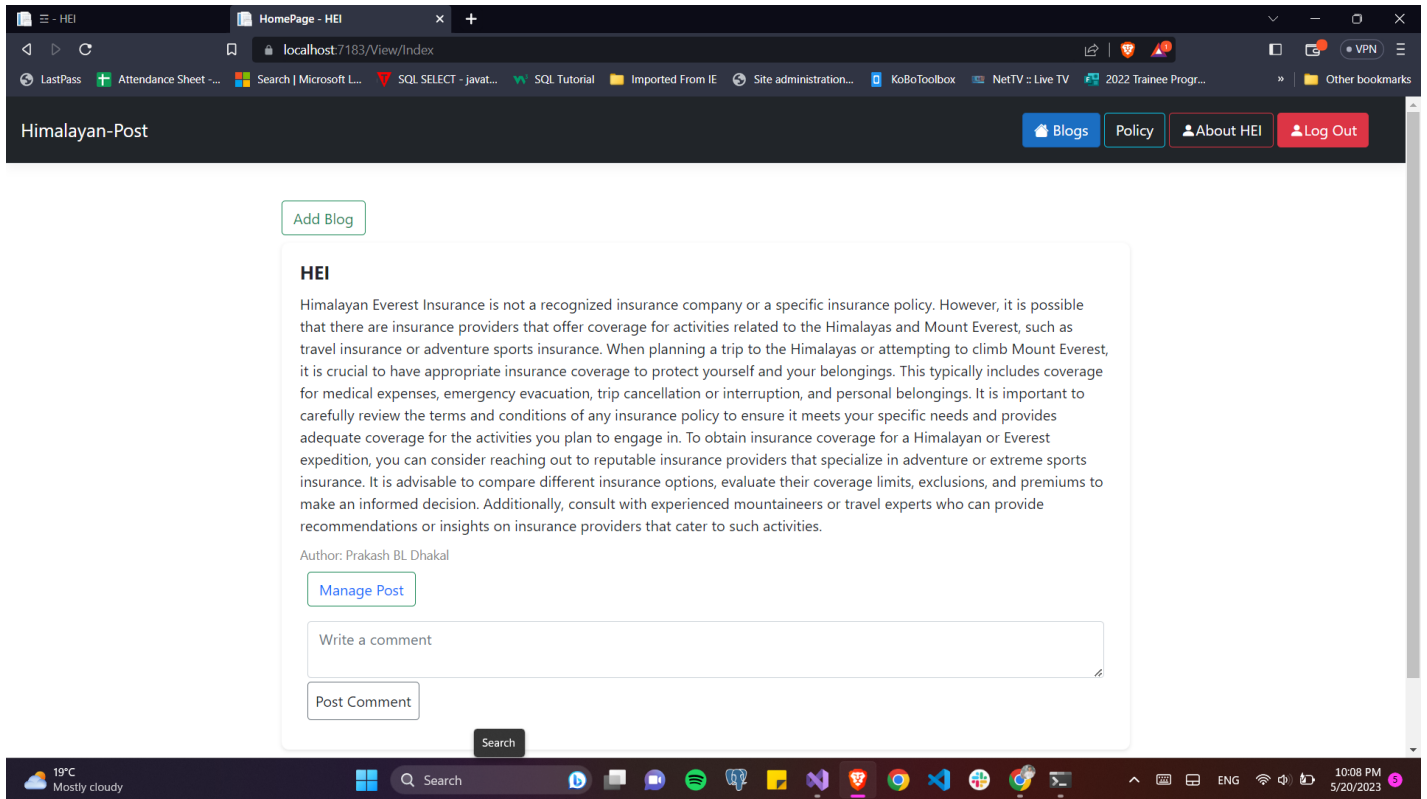 ☶ - HEI
HomePage - HEI
localhost:7183/View/Index
VPN
LastPass
Attendance Sheet -...
Search | Microsoft L...
SQL SELECT - javat...
SQL Tutorial
Imported From IE
Site administration...
KoBoToolbox
NetTV :: Live TV
2022 Trainee Progr...
»
Other bookmarks
Himalayan-Post
Blogs
Policy
About HEI
Log Out
Add Blog
HEI
Himalayan Everest Insurance is not a recognized insurance company or a specific insurance policy. However, it is possible
that there are insurance providers that offer coverage for activities related to the Himalayas and Mount Everest, such as
travel insurance or adventure sports insurance. When planning a trip to the Himalayas or attempting to climb Mount Everest,
it is crucial to have appropriate insurance coverage to protect yourself and your belongings. This typically includes coverage
for medical expenses, emergency evacuation, trip cancellation or interruption, and personal belongings. It is important to
carefully review the terms and conditions of any insurance policy to ensure it meets your specific needs and provides
adequate coverage for the activities you plan to engage in. To obtain insurance coverage for a Himalayan or Everest
expedition, you can consider reaching out to reputable insurance providers that specialize in adventure or extreme sports
insurance. It is advisable to compare different insurance options, evaluate their coverage limits, exclusions, and premiums to
make an informed decision. Additionally, consult with experienced mountaineers or travel experts who can provide
recommendations or insights on insurance providers that cater to such activities.
Author: Prakash BL Dhakal
Manage Post
Write a comment
Post Comment
Search
19°C
Mostly cloudy
Search
ENG
10:08 PM
5/20/2023
5